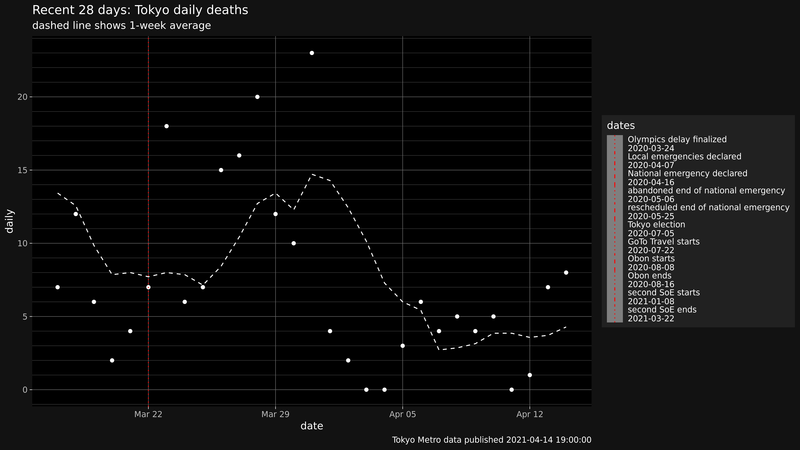 Recent 28 days: Tokyo daily deaths
dashed line shows 1-week average
daily
20
15
10
5
0
Mar 22
Mar 29
Apr 05
Apr 12
date
Tokyo Metro data published 2021-04-14 19:00:00
dates
Olympics delay finalized
2020-03-24
Local emergencies declared
2020-04-07
National emergency declared
2020-04-16
abandoned end of national emergency
2020-05-06
rescheduled end of national emergency
2020-05-25
Tokyo election
2020-07-05
GoTo Travel starts
2020-07-22
Obon starts
2020-08-08
Obon ends
2020-08-16
second SoE starts
2021-01-08
second SoE ends
2021-03-22